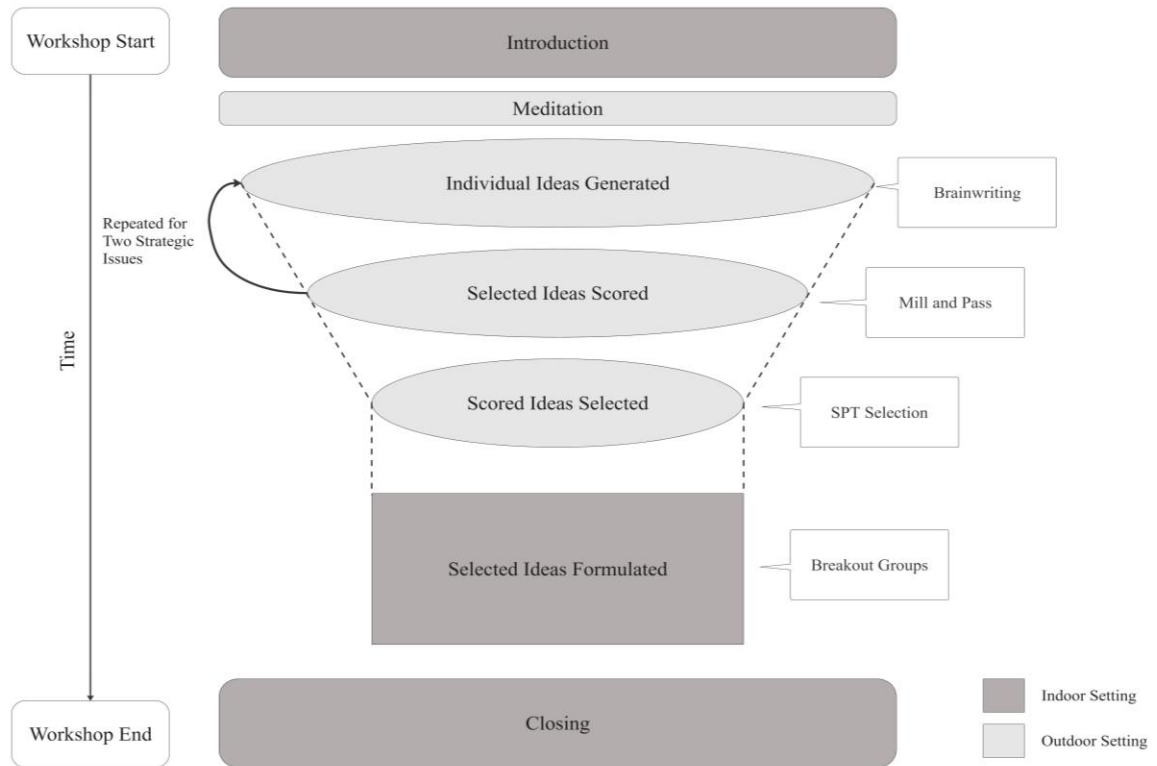 Workshop Start
Introduction
Meditation
Individual Ideas Generated
Brainwriting
Repeated for
Two Strategic
Issues
Selected Ideas Scored
Mill and Pass
Time
Scored Ideas Selected
SPT Selection
Selected Ideas Formulated
Breakout Groups
Indoor Setting
Closing
Workshop End
Outdoor Setting